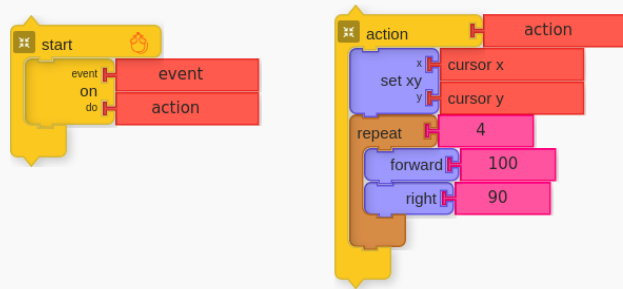 start
event event
on
do action
action action
x cursor x
set xy
y cursor y
repeat 4
forward 100
right 90